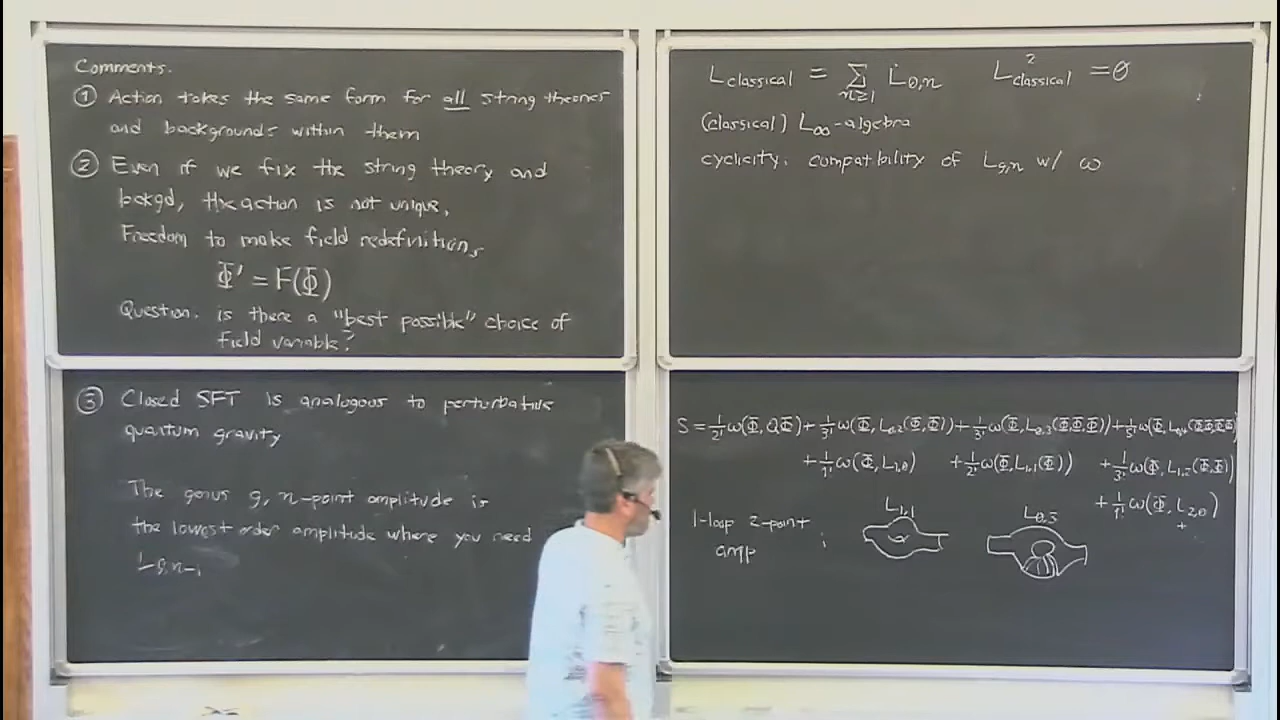 Comments.
① Action takes the same form for all string theories
and backgrounds within them
② Even if we fix the string theory and
bckgd, the action is not unique.
Freedom to make field redefinitions
Φ' = F(Φ)
Question. is there a "best possible" choice of
field variable?
③ Closed SFT is analogous to perturbative
quantum gravity
The genus g, n-point amplitude is
the lowest order amplitude where you need
L_{g,n-1}
L_{classical} = Σ_{n≥1} L_{0,n}   L²_{classical} = 0
(classical) L_∞-algebra
cyclicity. compatibility of L_{g,n} w/ ω
S = 1/2! ω(Φ, QΦ) + 1/3! ω(Φ, L_{0,2}(Φ,Φ)) + 1/3! ω(Φ, L_{0,3}(Φ,Φ,Φ)) + 1/5! ω(Φ, L_{0,4}(Φ,Φ,Φ,Φ))
+ 1/1! ω(Φ, L_{1,0}) + 1/2! ω(Φ, L_{1,1}(Φ)) + 1/3! ω(Φ, L_{1,2}(Φ,Φ))
+ 1/1! ω(Φ, L_{2,0})
+
1-loop 2-point
amp :
L_{1,1}
L_{0,3}